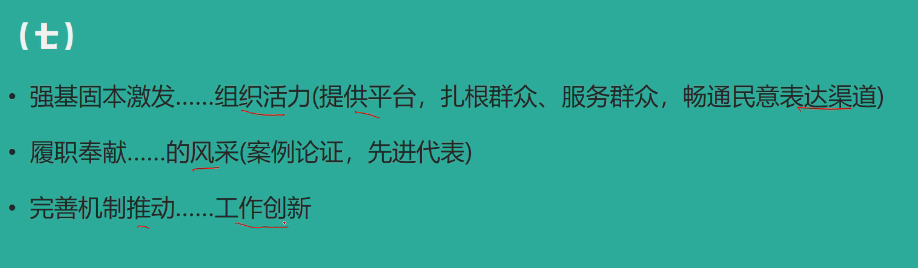 （七）
• 强基固本激发......组织活力(提供平台，扎根群众、服务群众，畅通民意表达渠道)
• 履职奉献......的风采(案例论证，先进代表)
• 完善机制推动......工作创新